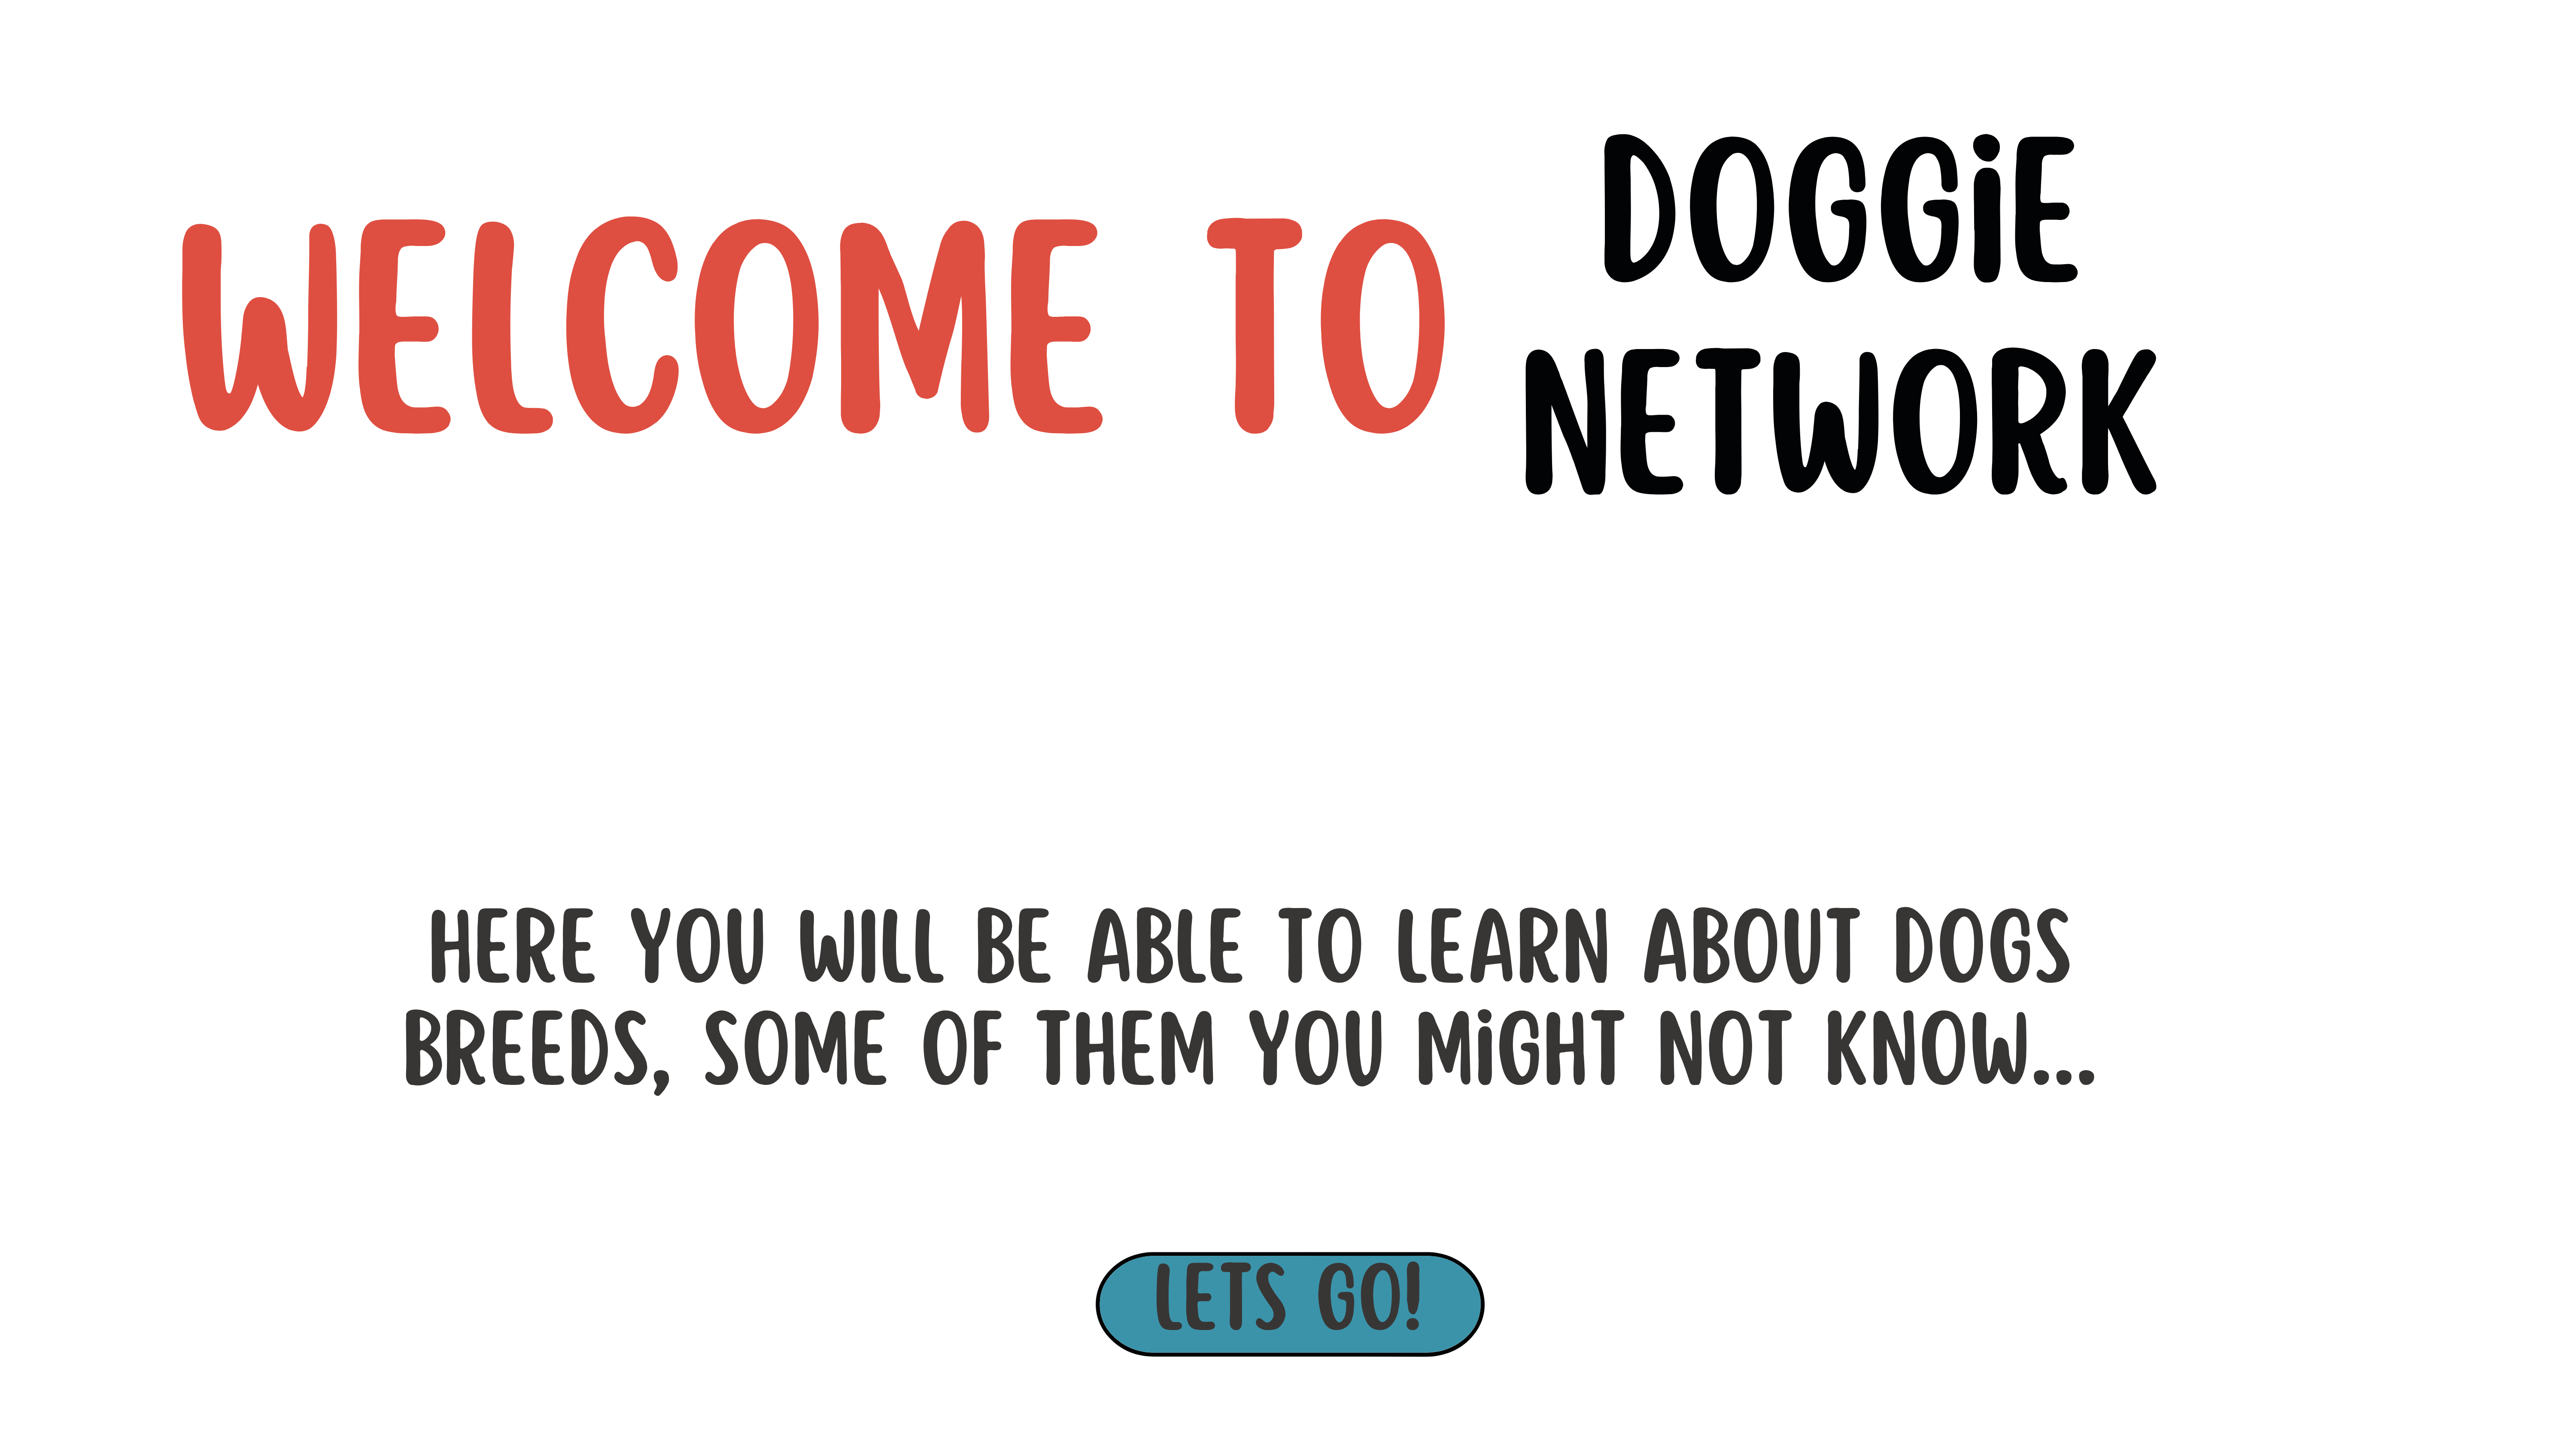 WELCOME TO
DOGGiE
NETWORK
HERE YOU WILL BE ABLE TO LEARN ABOUT DOGS
BREEDS, SOME OF THEM YOU MiGHT NOT KNOW...
LETS GO!